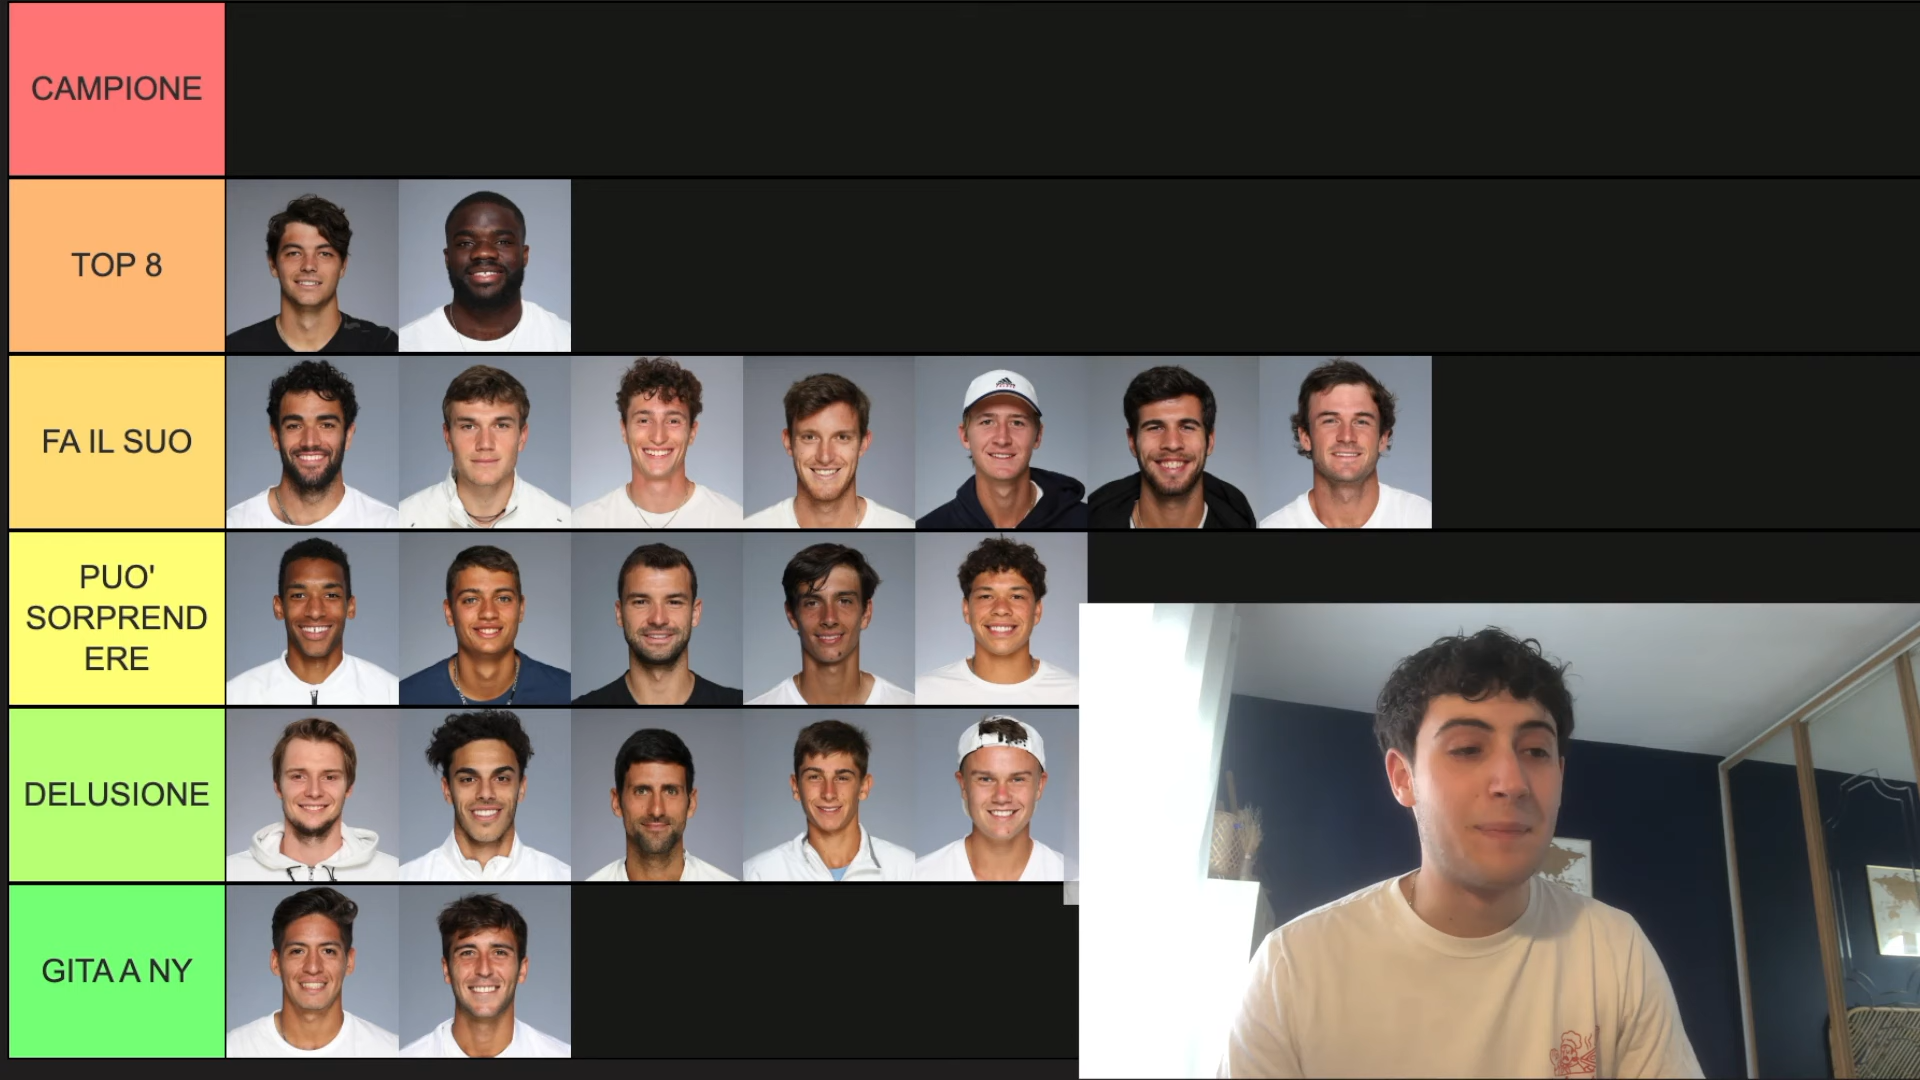 CAMPIONE
TOP 8
FA IL SUO
PUO'
SORPREND
ERE
DELUSIONE
GITA A NY